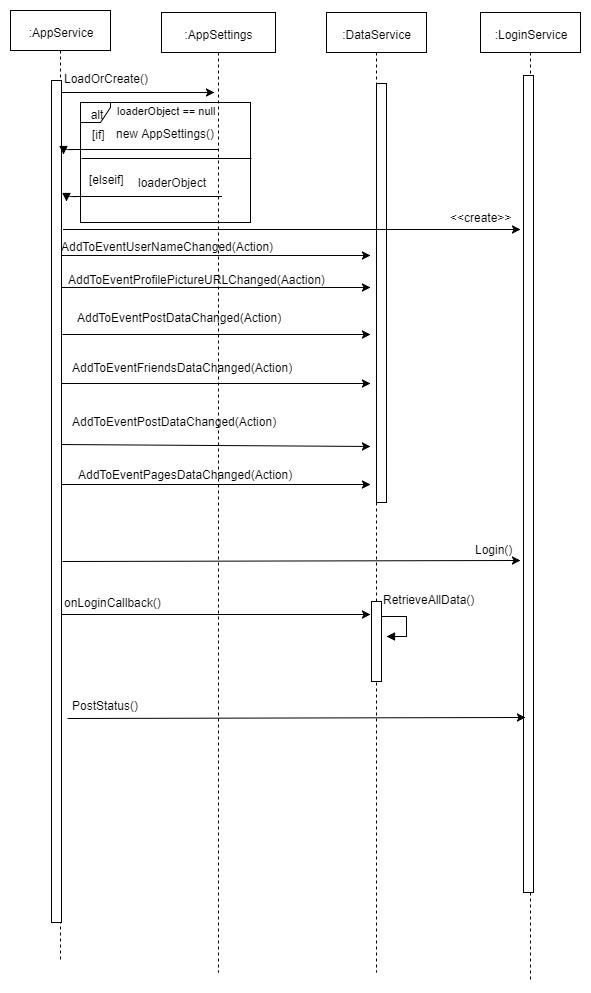 :AppService
:AppSettings
:DataService
:LoginService
LoadOrCreate()
alt
loaderObject == null
[if]
new AppSettings()
[elseif]
loaderObject
<<create>>
AddToEventUserNameChanged(Action)
AddToEventProfilePictureURLChanged(Aaction)
AddToEventPostDataChanged(Action)
AddToEventFriendsDataChanged(Action)
AddToEventPostDataChanged(Action)
AddToEventPagesDataChanged(Action)
Login()
onLoginCallback()
RetrieveAllData()
PostStatus()